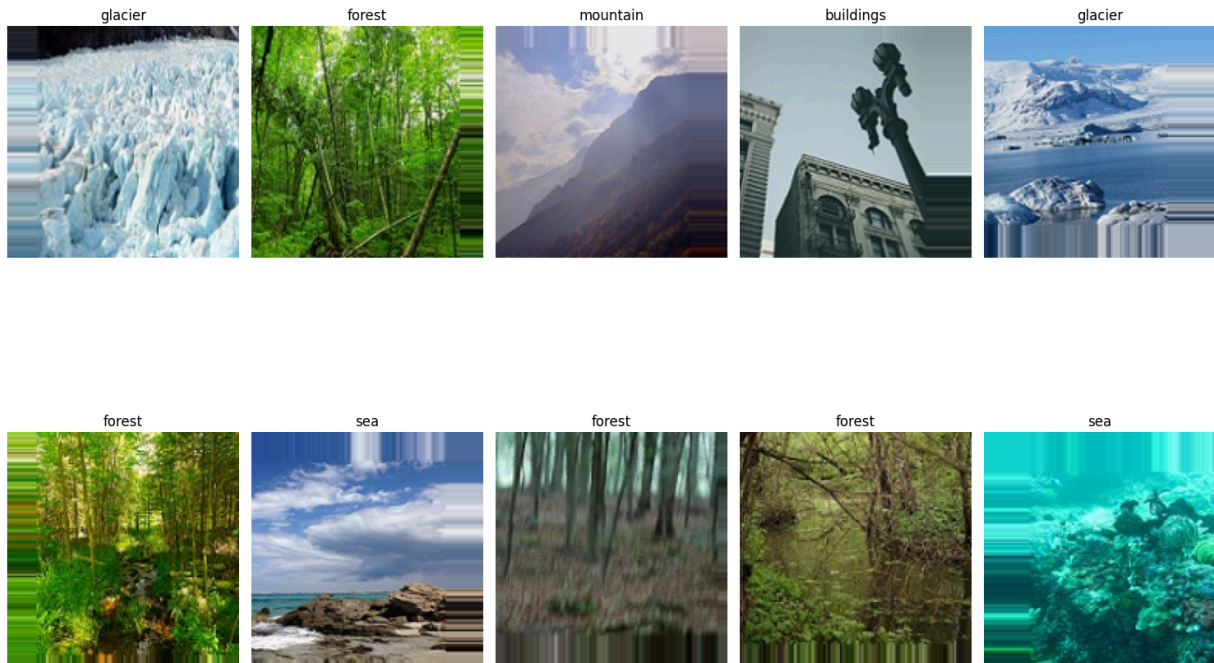 glacier
forest
mountain
buildings
glacier
forest
sea
forest
forest
sea